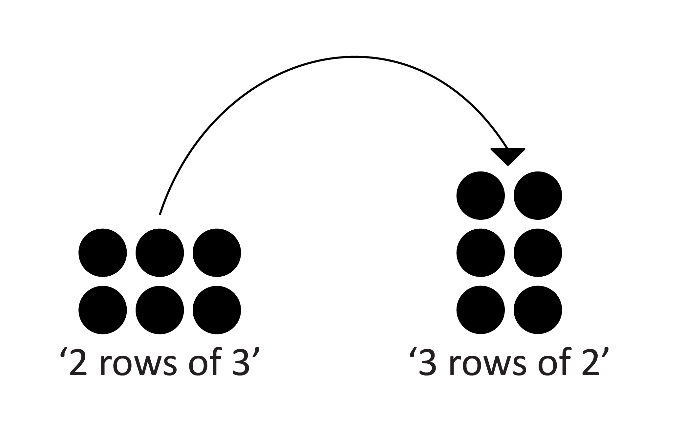 ‘2 rows of 3’
‘3 rows of 2’